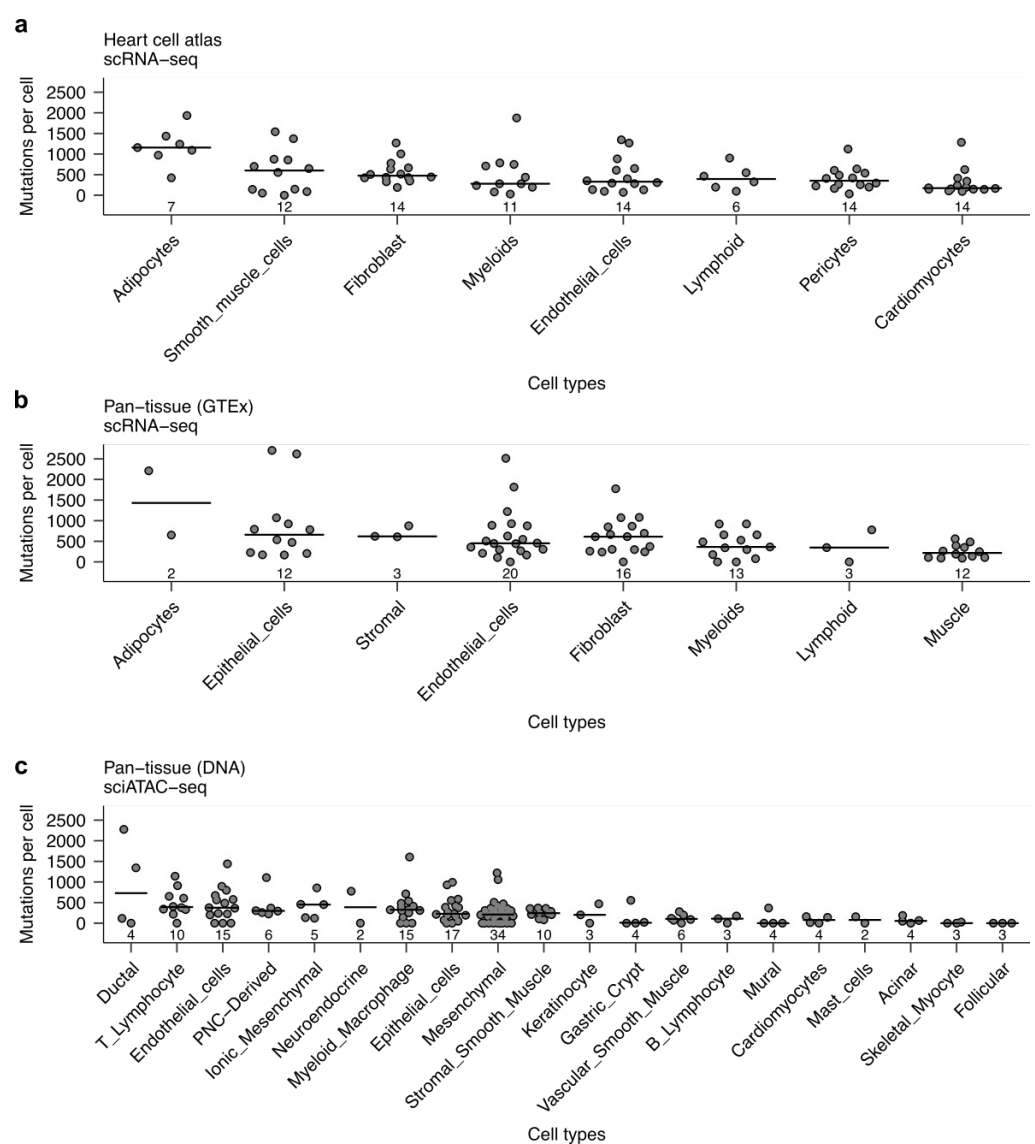 a
Heart cell atlas
scRNA−seq
Mutations per cell
2500
2000
1500
1000
500
0
7 12 14 11 14 6 14 14
Adipocytes
Smooth_muscle_cells
Fibroblast
Myeloids
Endothelial_cells
Lymphoid
Pericytes
Cardiomyocytes
Cell types
b
Pan−tissue (GTEx)
scRNA−seq
Mutations per cell
2500
2000
1500
1000
500
0
2 12 3 20 16 13 3 12
Adipocytes
Epithelial_cells
Stromal
Endothelial_cells
Fibroblast
Myeloids
Lymphoid
Muscle
Cell types
c
Pan−tissue (DNA)
sciATAC−seq
Mutations per cell
2500
2000
1500
1000
500
0
4 10 15 6 5 2 15 17 34 10 3 4 6 3 4 4 2 4 3 3
Ductal
T_Lymphocyte
Endothelial_cells
PNC−Derived
Ionic_Mesenchymal
Neuroendocrine
Myeloid_Macrophage
Epithelial_cells
Mesenchymal
Stromal_Smooth_Muscle
Keratinocyte
Gastric_Crypt
Vascular_Smooth_Muscle
B_Lymphocyte
Mural
Cardiomyocytes
Mast_cells
Acinar
Skeletal_Myocyte
Follicular
Cell types